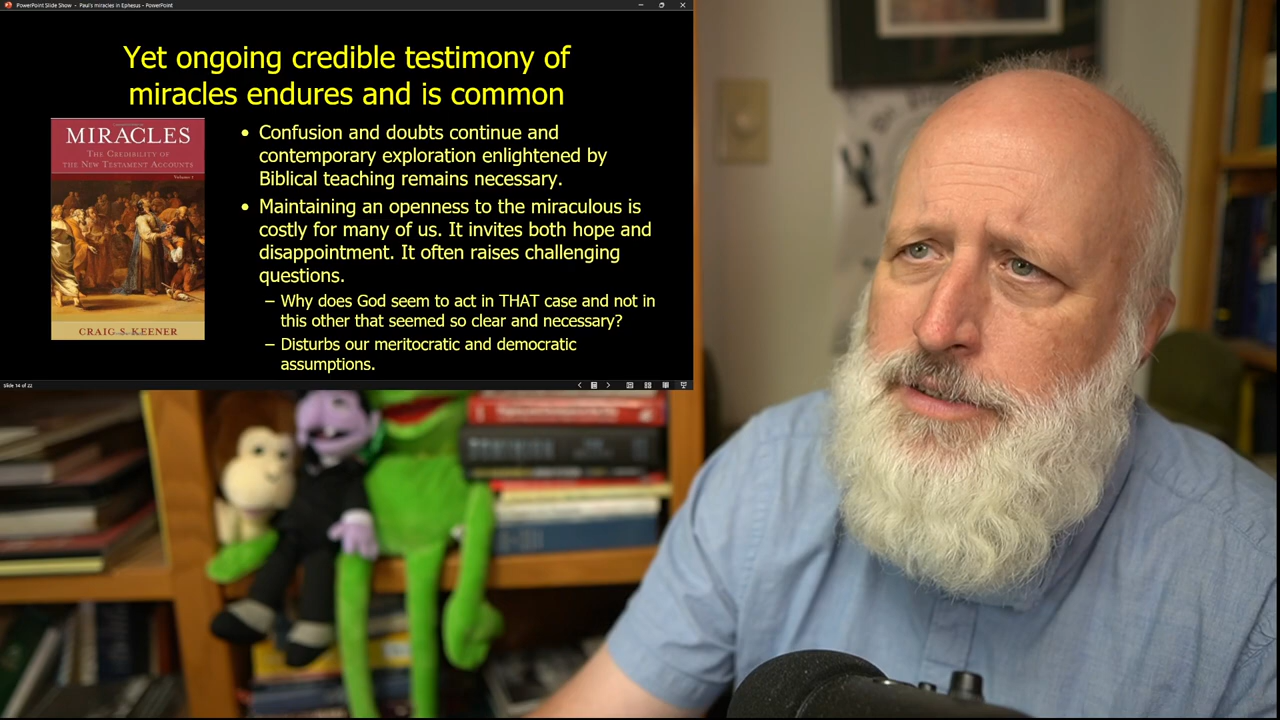 PowerPoint Slide Show - Paul's miracles in Ephesus - PowerPoint
Yet ongoing credible testimony of
miracles endures and is common
MIRACLES
THE CREDIBILITY OF
THE NEW TESTAMENT ACCOUNTS
Volume 1
CRAIG S. KEENER
• Confusion and doubts continue and
contemporary exploration enlightened by
Biblical teaching remains necessary.
• Maintaining an openness to the miraculous is
costly for many of us. It invites both hope and
disappointment. It often raises challenging
questions.
– Why does God seem to act in THAT case and not in
this other that seemed so clear and necessary?
– Disturbs our meritocratic and democratic
assumptions.
Slide 14 of 22